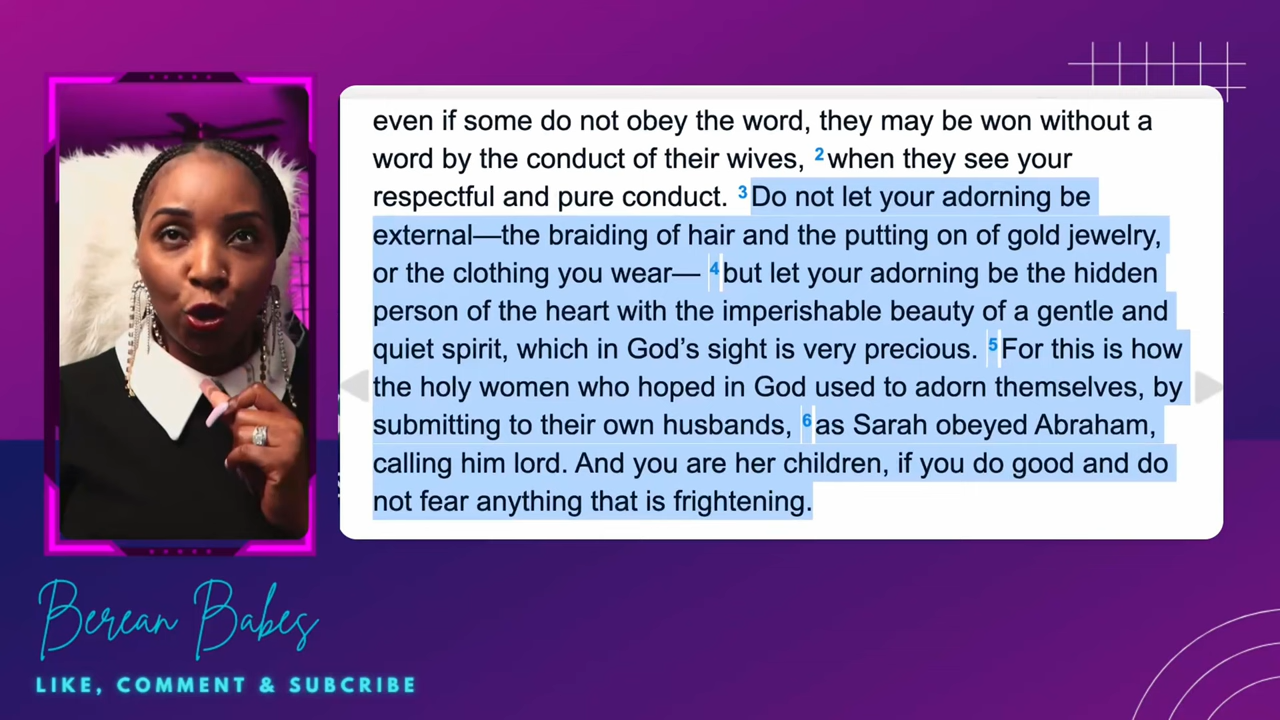 even if some do not obey the word, they may be won without a
word by the conduct of their wives, 2 when they see your
respectful and pure conduct. 3 Do not let your adorning be
external—the braiding of hair and the putting on of gold jewelry,
or the clothing you wear— 4 but let your adorning be the hidden
person of the heart with the imperishable beauty of a gentle and
quiet spirit, which in God’s sight is very precious. 5 For this is how
the holy women who hoped in God used to adorn themselves, by
submitting to their own husbands, 6 as Sarah obeyed Abraham,
calling him lord. And you are her children, if you do good and do
not fear anything that is frightening.
Berean Babes
LIKE, COMMENT & SUBCRIBE